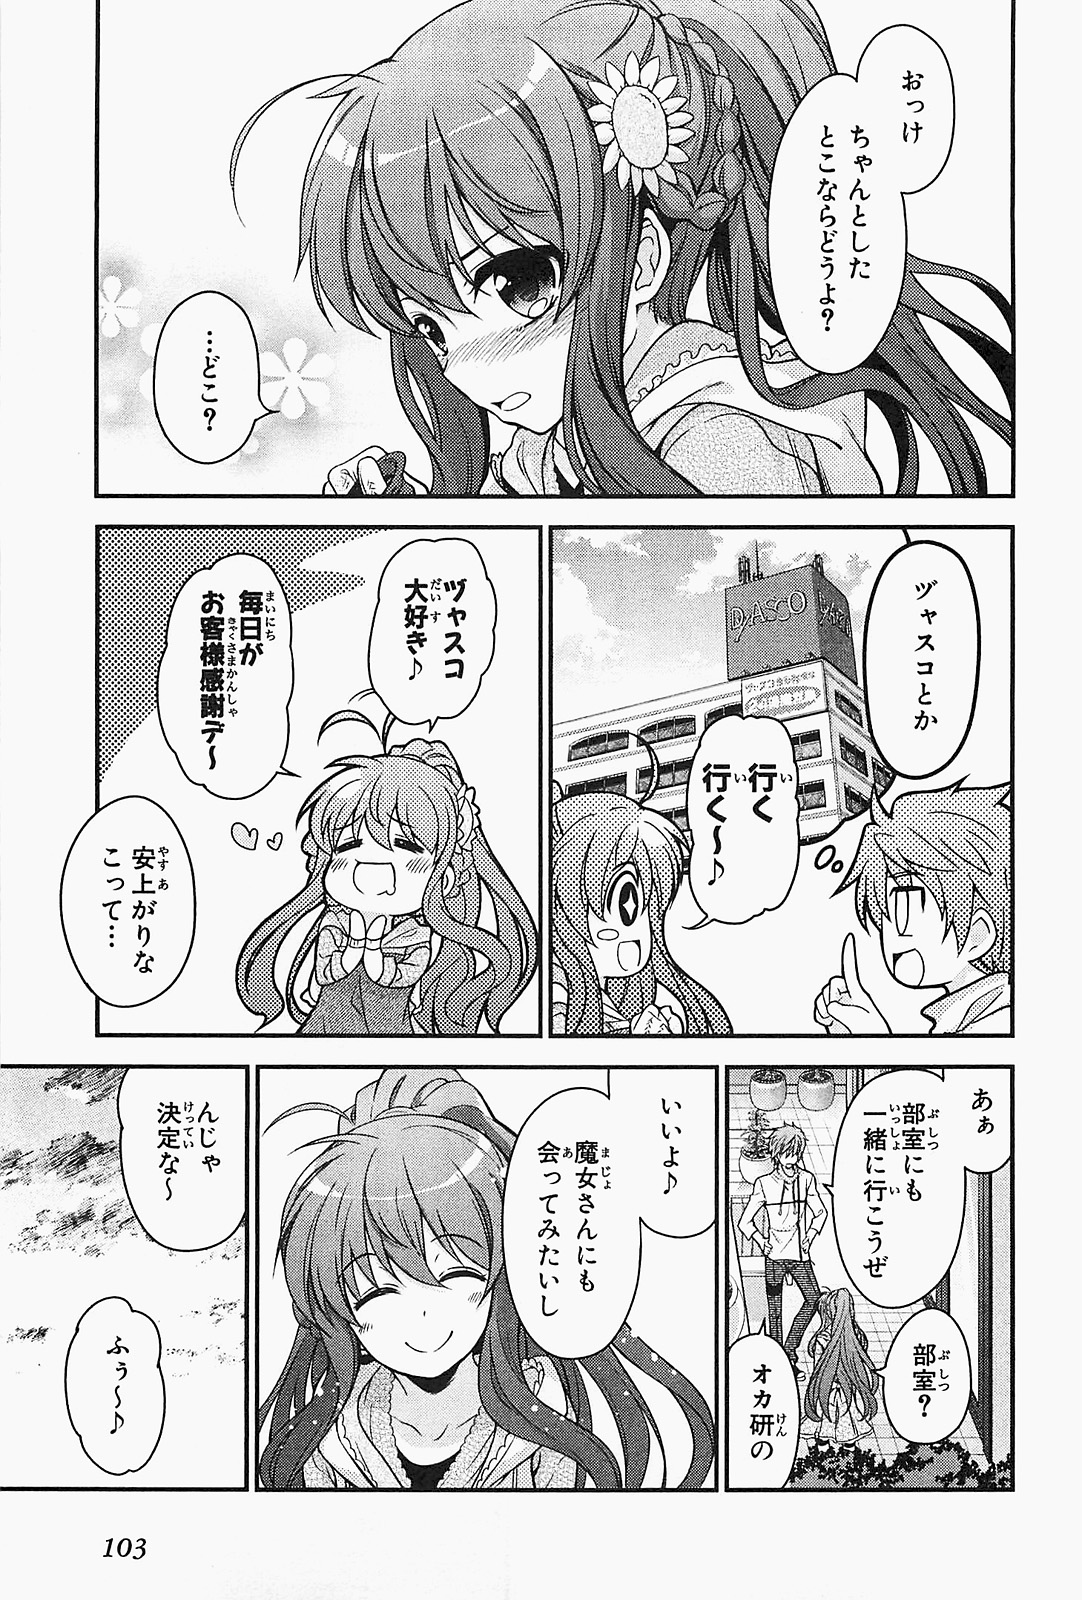 おっけ
ちゃんとした
とこならどうよ?
…どこ?
ヅャスコとか
DJASCO
行く
行く〜♪
ヅャスコ
大好き♪
毎日が
お客様感謝デ〜
安上がりな
こって…
あぁ
部室にも
一緒に行こうぜ
部室?
オカ研の
いいよ♪
魔女さんにも
会ってみたいし
んじゃ
決定な〜
ふぅ〜♪
103